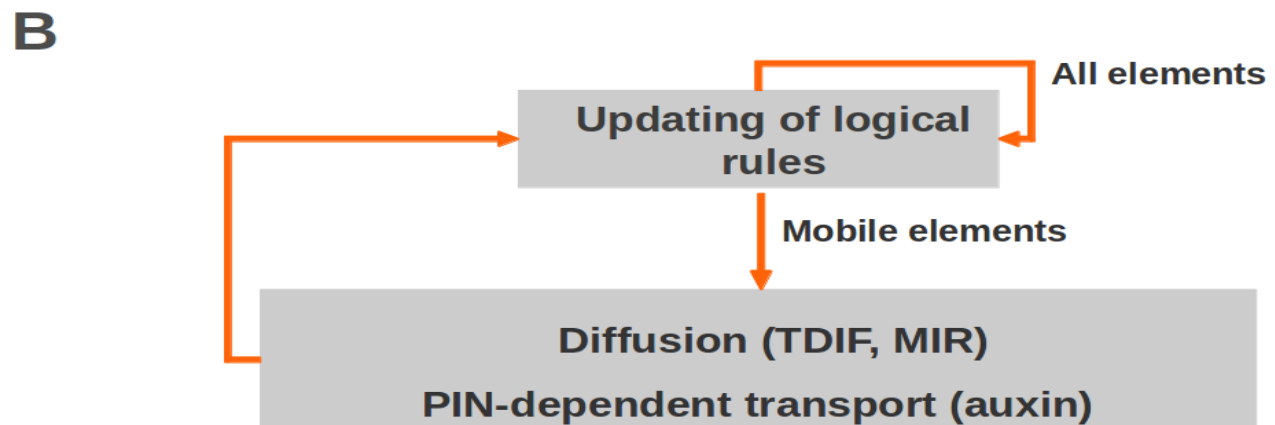 B
All elements
Updating of logical
rules
Mobile elements
Diffusion (TDIF, MIR)
PIN-dependent transport (auxin)